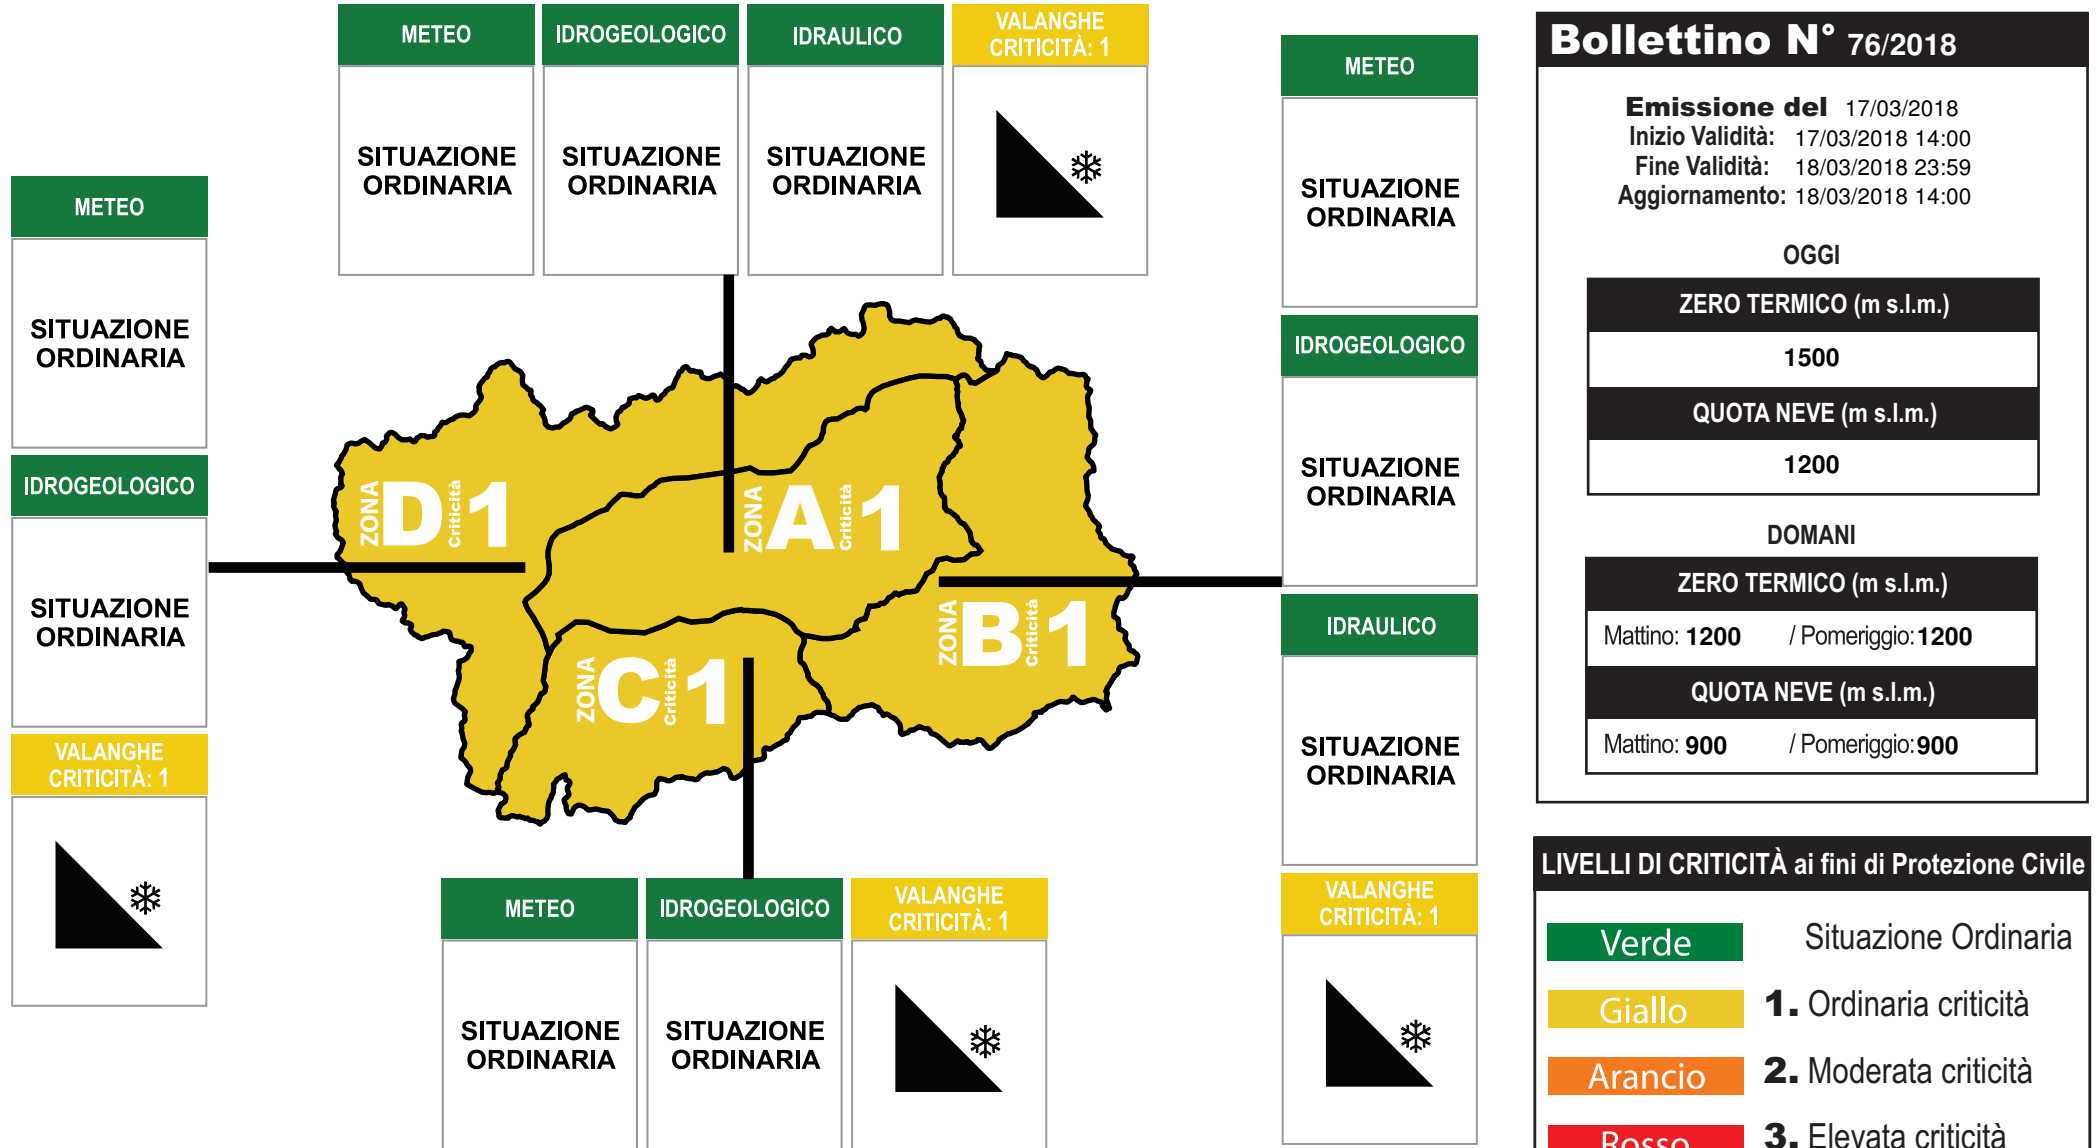 METEO
SITUAZIONE
ORDINARIA
IDROGEOLOGICO
SITUAZIONE
ORDINARIA
IDRAULICO
SITUAZIONE
ORDINARIA
VALANGHE
CRITICITÀ: 1
METEO
SITUAZIONE
ORDINARIA
IDROGEOLOGICO
SITUAZIONE
ORDINARIA
VALANGHE
CRITICITÀ: 1
ZONA D Criticità 1
ZONA A Criticità 1
ZONA B Criticità 1
ZONA C Criticità 1
METEO
SITUAZIONE
ORDINARIA
IDROGEOLOGICO
SITUAZIONE
ORDINARIA
VALANGHE
CRITICITÀ: 1
METEO
SITUAZIONE
ORDINARIA
IDROGEOLOGICO
SITUAZIONE
ORDINARIA
IDRAULICO
SITUAZIONE
ORDINARIA
VALANGHE
CRITICITÀ: 1
Bollettino N° 76/2018
Emissione del 17/03/2018
Inizio Validità: 17/03/2018 14:00
Fine Validità: 18/03/2018 23:59
Aggiornamento: 18/03/2018 14:00
OGGI
ZERO TERMICO (m s.l.m.)
1500
QUOTA NEVE (m s.l.m.)
1200
DOMANI
ZERO TERMICO (m s.l.m.)
Mattino: 1200 / Pomeriggio: 1200
QUOTA NEVE (m s.l.m.)
Mattino: 900 / Pomeriggio: 900
LIVELLI DI CRITICITÀ ai fini di Protezione Civile
Verde Situazione Ordinaria
Giallo 1. Ordinaria criticità
Arancio 2. Moderata criticità
Rosso 3. Elevata criticità